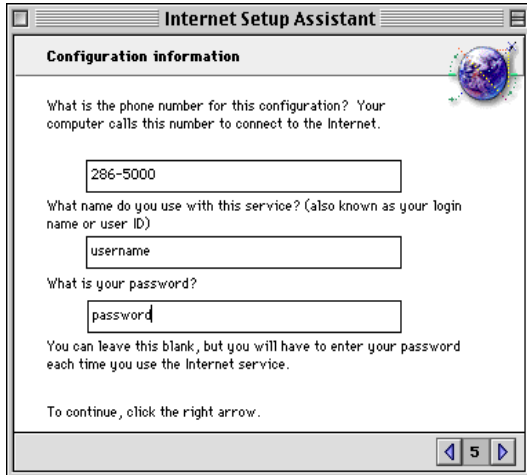 Internet Setup Assistant
Configuration information
What is the phone number for this configuration? Your
computer calls this number to connect to the Internet.
286-5000
What name do you use with this service? (also known as your login
name or user ID)
username
What is your password?
password
You can leave this blank, but you will have to enter your password
each time you use the Internet service.
To continue, click the right arrow.
5